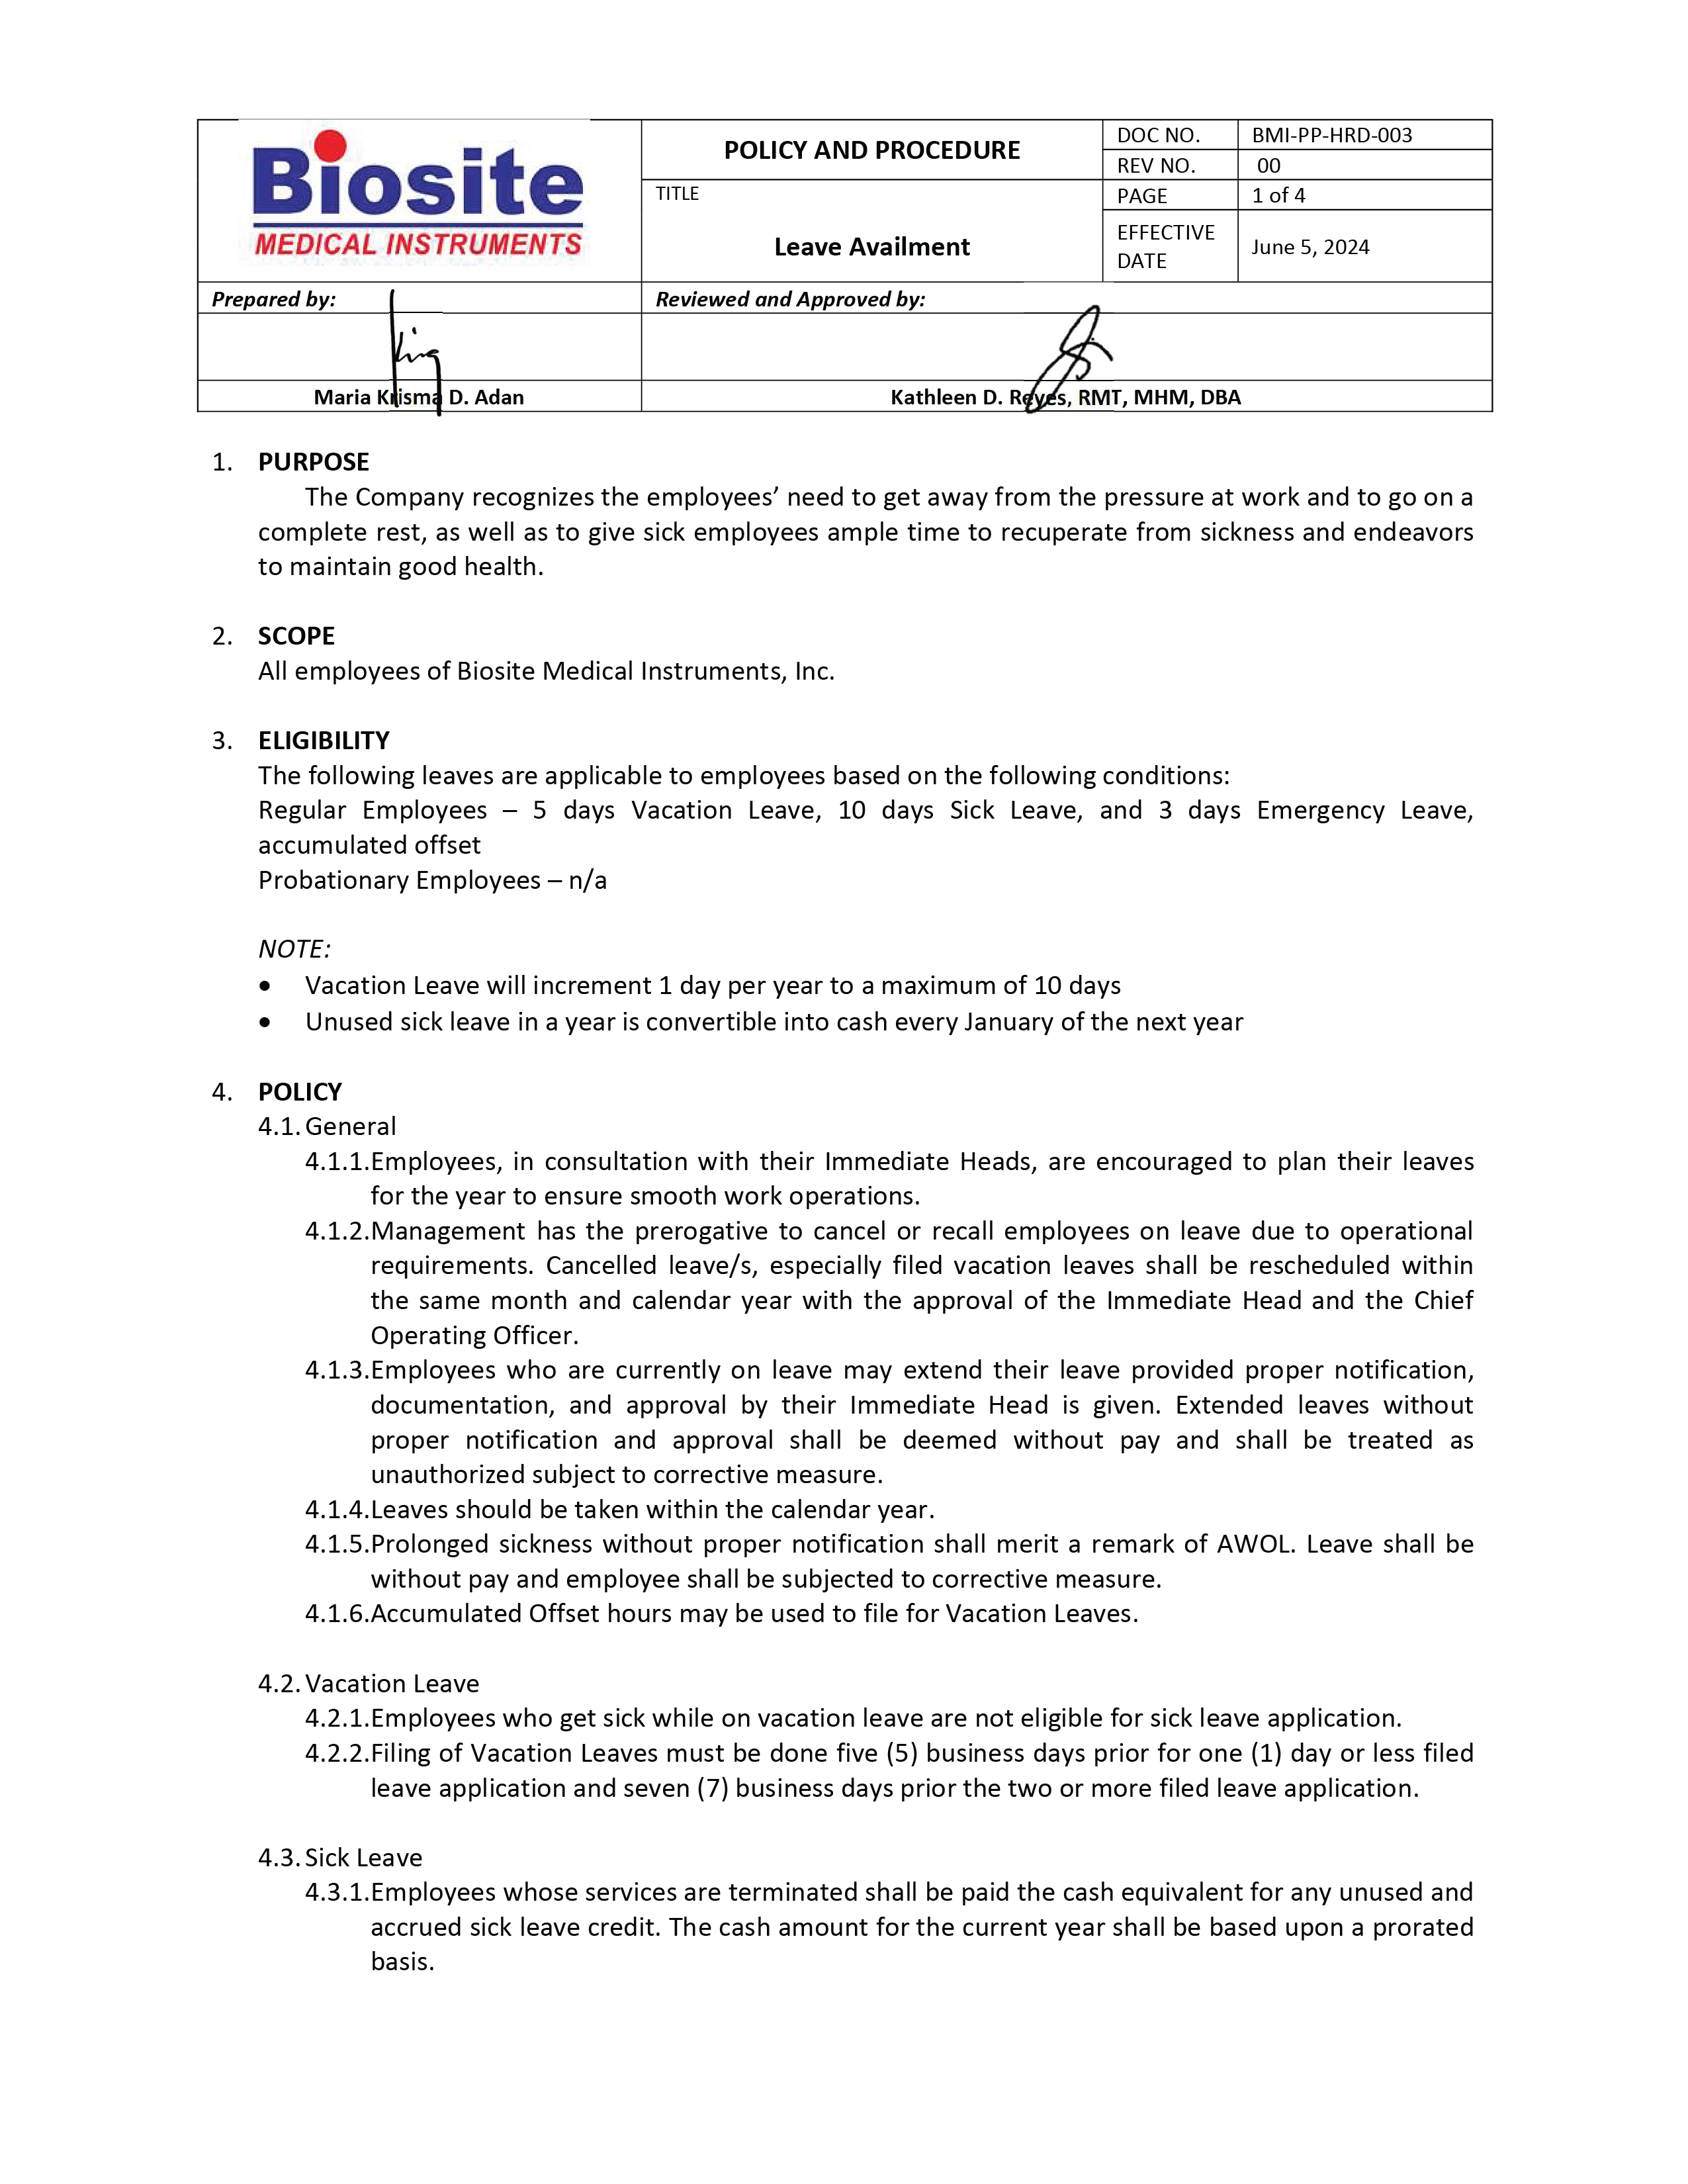 Biosite
MEDICAL INSTRUMENTS
POLICY AND PROCEDURE
DOC NO. BMI-PP-HRD-003
REV NO. 00
TITLE
PAGE 1 of 4
Leave Availment
EFFECTIVE DATE June 5, 2024
Prepared by:
Reviewed and Approved by:
Maria Krisma D. Adan
Kathleen D. Reyes, RMT, MHM, DBA
1. PURPOSE
The Company recognizes the employees’ need to get away from the pressure at work and to go on a
complete rest, as well as to give sick employees ample time to recuperate from sickness and endeavors
to maintain good health.
2. SCOPE
All employees of Biosite Medical Instruments, Inc.
3. ELIGIBILITY
The following leaves are applicable to employees based on the following conditions:
Regular Employees – 5 days Vacation Leave, 10 days Sick Leave, and 3 days Emergency Leave,
accumulated offset
Probationary Employees – n/a
NOTE:
• Vacation Leave will increment 1 day per year to a maximum of 10 days
• Unused sick leave in a year is convertible into cash every January of the next year
4. POLICY
4.1. General
4.1.1. Employees, in consultation with their Immediate Heads, are encouraged to plan their leaves
for the year to ensure smooth work operations.
4.1.2. Management has the prerogative to cancel or recall employees on leave due to operational
requirements. Cancelled leave/s, especially filed vacation leaves shall be rescheduled within
the same month and calendar year with the approval of the Immediate Head and the Chief
Operating Officer.
4.1.3. Employees who are currently on leave may extend their leave provided proper notification,
documentation, and approval by their Immediate Head is given. Extended leaves without
proper notification and approval shall be deemed without pay and shall be treated as
unauthorized subject to corrective measure.
4.1.4. Leaves should be taken within the calendar year.
4.1.5. Prolonged sickness without proper notification shall merit a remark of AWOL. Leave shall be
without pay and employee shall be subjected to corrective measure.
4.1.6. Accumulated Offset hours may be used to file for Vacation Leaves.
4.2. Vacation Leave
4.2.1. Employees who get sick while on vacation leave are not eligible for sick leave application.
4.2.2. Filing of Vacation Leaves must be done five (5) business days prior for one (1) day or less filed
leave application and seven (7) business days prior the two or more filed leave application.
4.3. Sick Leave
4.3.1. Employees whose services are terminated shall be paid the cash equivalent for any unused and
accrued sick leave credit. The cash amount for the current year shall be based upon a prorated
basis.